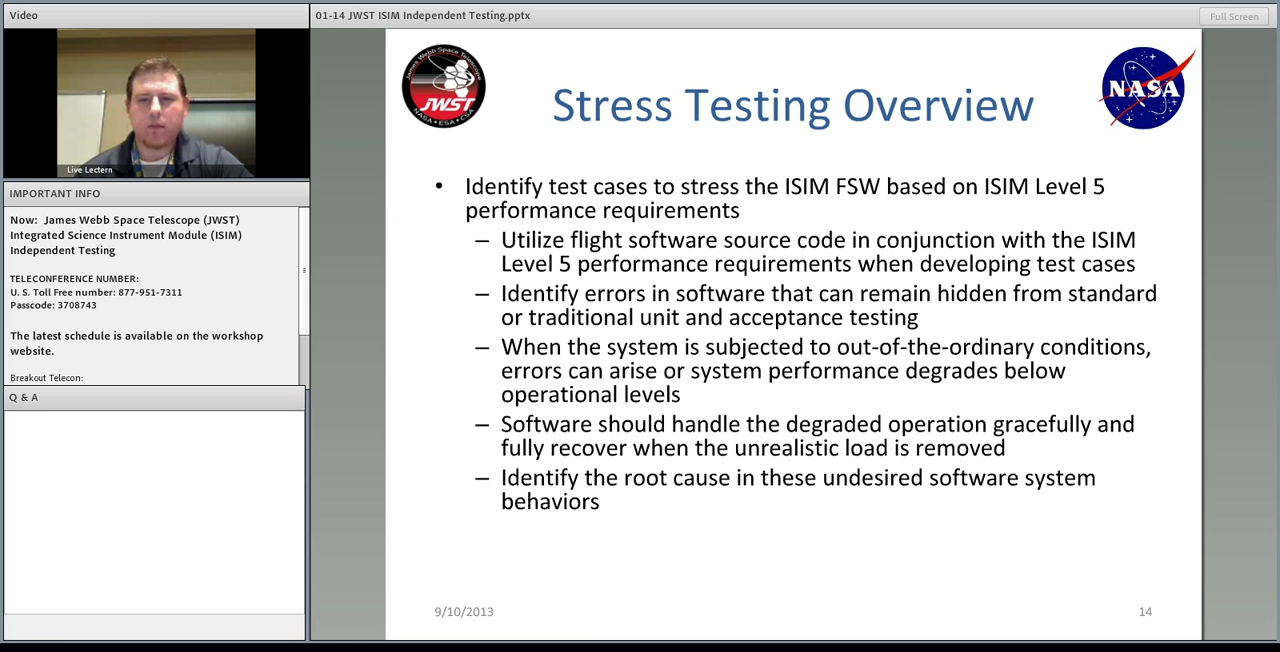 Video
Live Lectern
IMPORTANT INFO
Now: James Webb Space Telescope (JWST)
Integrated Science Instrument Module (ISIM)
Independent Testing
TELECONFERENCE NUMBER:
U. S. Toll Free number: 877-951-7311
Passcode: 3708743
The latest schedule is available on the workshop
website.
Breakout Telecon:
Q & A
01-14 JWST ISIM Independent Testing.pptx
Full Screen
James Webb Space Telescope
JWST
NASA • ESA • CSA
NASA
Stress Testing Overview
• Identify test cases to stress the ISIM FSW based on ISIM Level 5
performance requirements
– Utilize flight software source code in conjunction with the ISIM
Level 5 performance requirements when developing test cases
– Identify errors in software that can remain hidden from standard
or traditional unit and acceptance testing
– When the system is subjected to out-of-the-ordinary conditions,
errors can arise or system performance degrades below
operational levels
– Software should handle the degraded operation gracefully and
fully recover when the unrealistic load is removed
– Identify the root cause in these undesired software system
behaviors
9/10/2013
14